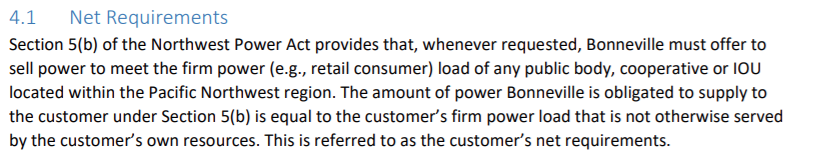 4.1 Net Requirements
Section 5(b) of the Northwest Power Act provides that, whenever requested, Bonneville must offer to
sell power to meet the firm power (e.g., retail consumer) load of any public body, cooperative or IOU
located within the Pacific Northwest region. The amount of power Bonneville is obligated to supply to
the customer under Section 5(b) is equal to the customer’s firm power load that is not otherwise served
by the customer’s own resources. This is referred to as the customer’s net requirements.